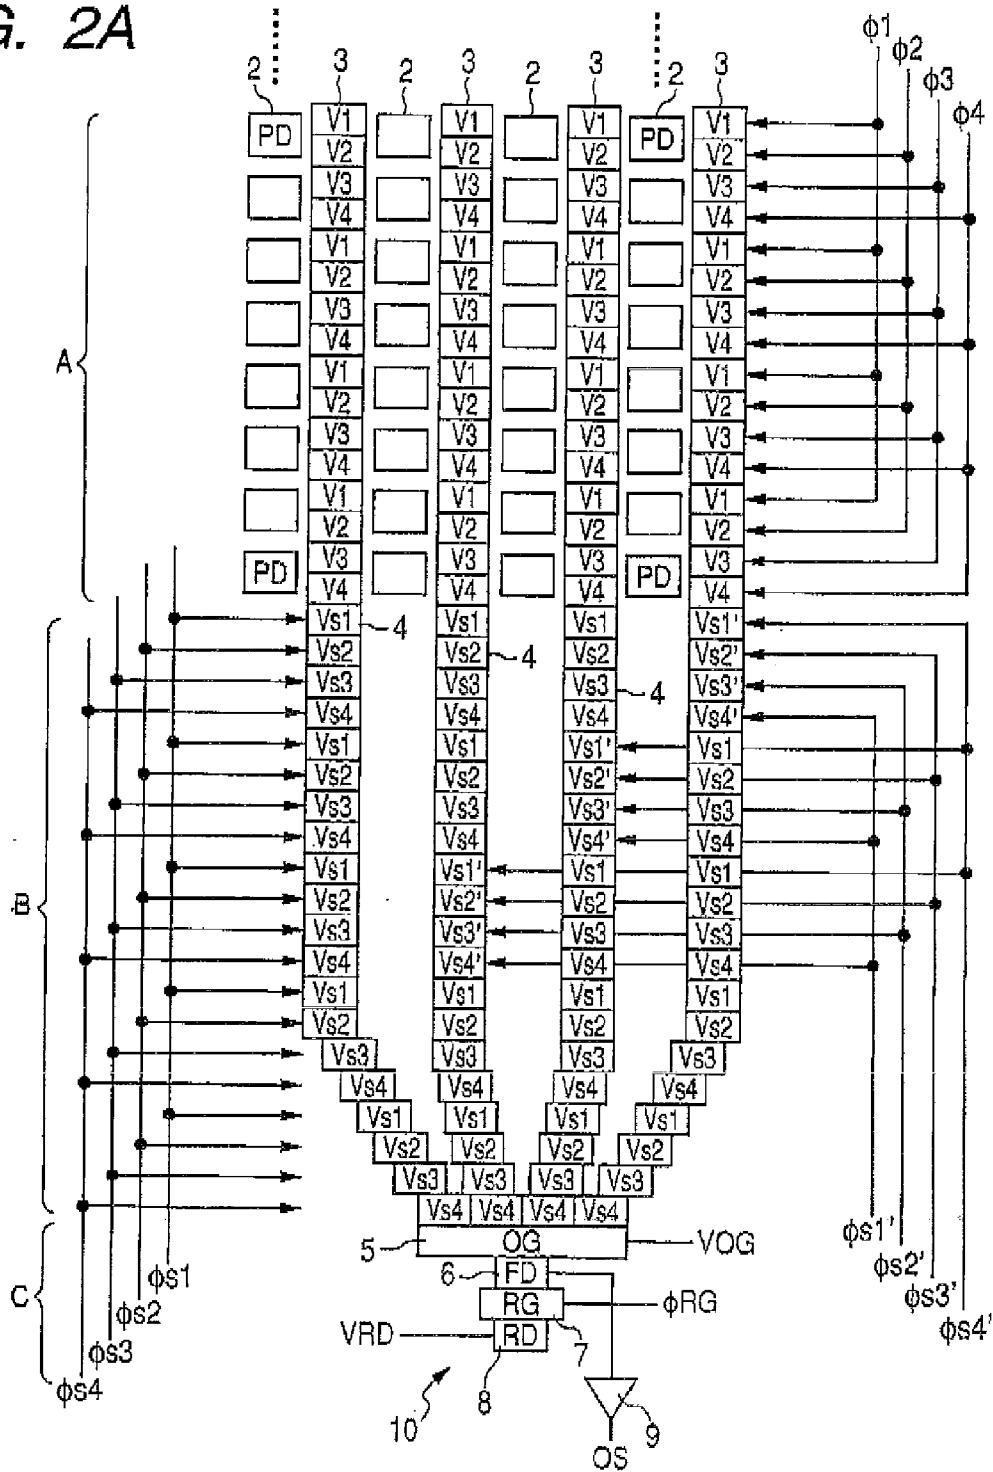 G. 2A
ϕ1
ϕ2
ϕ3
ϕ4
2 3 2 3 2 3 2 3
PD V1 V1 V1 PD V1
V2 V2 V2 V2
V3 V3 V3 V3
V4 V4 V4 V4
V1 V1 V1 V1
V2 V2 V2 V2
V3 V3 V3 V3
V4 V4 V4 V4
A
V1 V1 V1 V1
V2 V2 V2 V2
V3 V3 V3 V3
V4 V4 V4 V4
V1 V1 V1 V1
V2 V2 V2 V2
PD V3 V3 V3 PD V3
V4 V4 V4 V4
Vs1 4 Vs1 Vs1 Vs1'
Vs2 Vs2 4 Vs2 Vs2'
Vs3 Vs3 Vs3 4 Vs3'
Vs4 Vs4 Vs4 Vs4'
Vs1 Vs1 Vs1' Vs1
Vs2 Vs2 Vs2' Vs2
Vs3 Vs3 Vs3' Vs3
Vs4 Vs4 Vs4' Vs4
Vs1 Vs1' Vs1 Vs1
B Vs2 Vs2' Vs2 Vs2
Vs3 Vs3' Vs3 Vs3
Vs4 Vs4' Vs4 Vs4
Vs1 Vs1 Vs1 Vs1
Vs2 Vs2 Vs2 Vs2
Vs3 Vs3 Vs3 Vs3
Vs4 Vs4 Vs4 Vs4
Vs1 Vs1 Vs1 Vs1
Vs2 Vs2 Vs2 Vs2
Vs3 Vs3 Vs3 Vs3
Vs4 Vs4 Vs4 Vs4
5 OG VOG
ϕs1'
ϕs2'
ϕs3'
ϕs4'
C
ϕs1
ϕs2
ϕs3
ϕs4
6 FD
RG ϕRG
VRD RD 7
8
10 9
OS